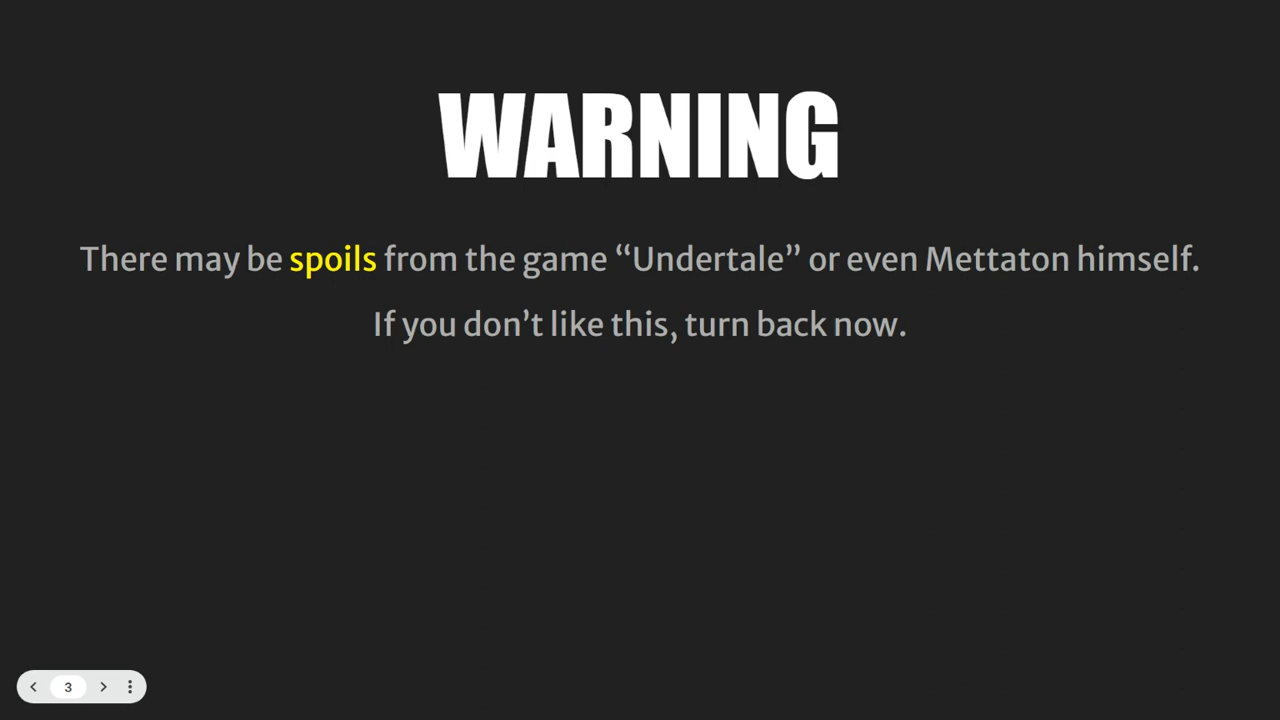 WARNING
There may be spoils from the game “Undertale” or even Mettaton himself.
If you don’t like this, turn back now.
3